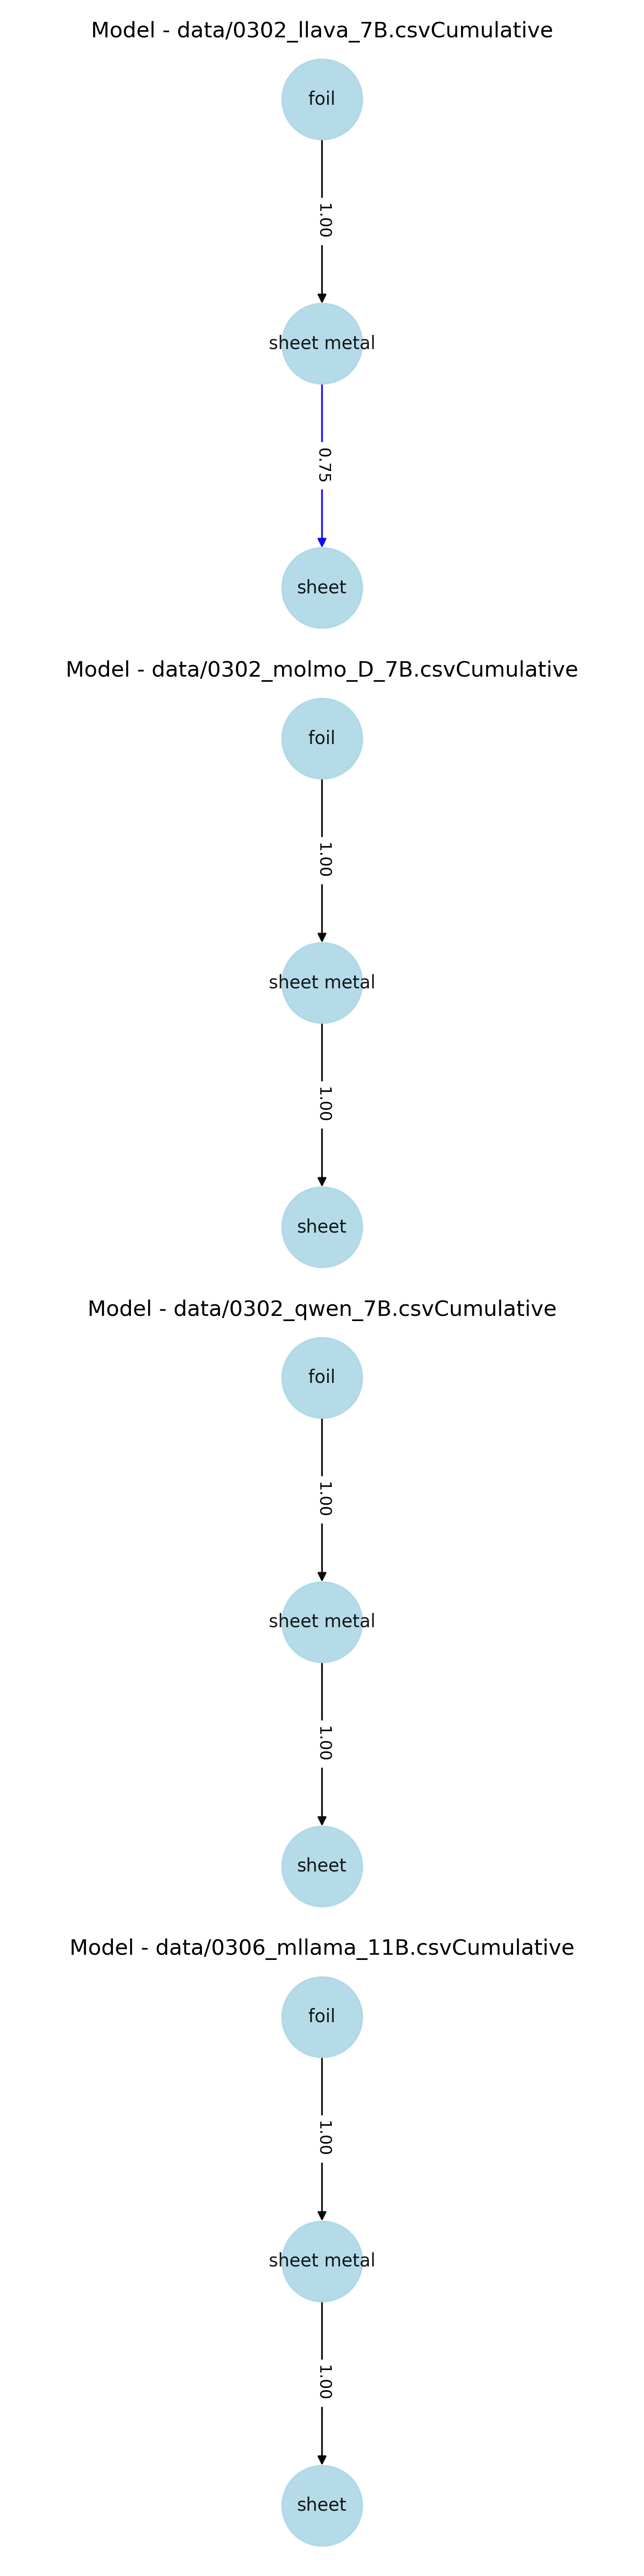 Model - data/0302_llava_7B.csvCumulative
foil
1.00
sheet metal
0.75
sheet
Model - data/0302_molmo_D_7B.csvCumulative
foil
1.00
sheet metal
1.00
sheet
Model - data/0302_qwen_7B.csvCumulative
foil
1.00
sheet metal
1.00
sheet
Model - data/0306_mllama_11B.csvCumulative
foil
1.00
sheet metal
1.00
sheet